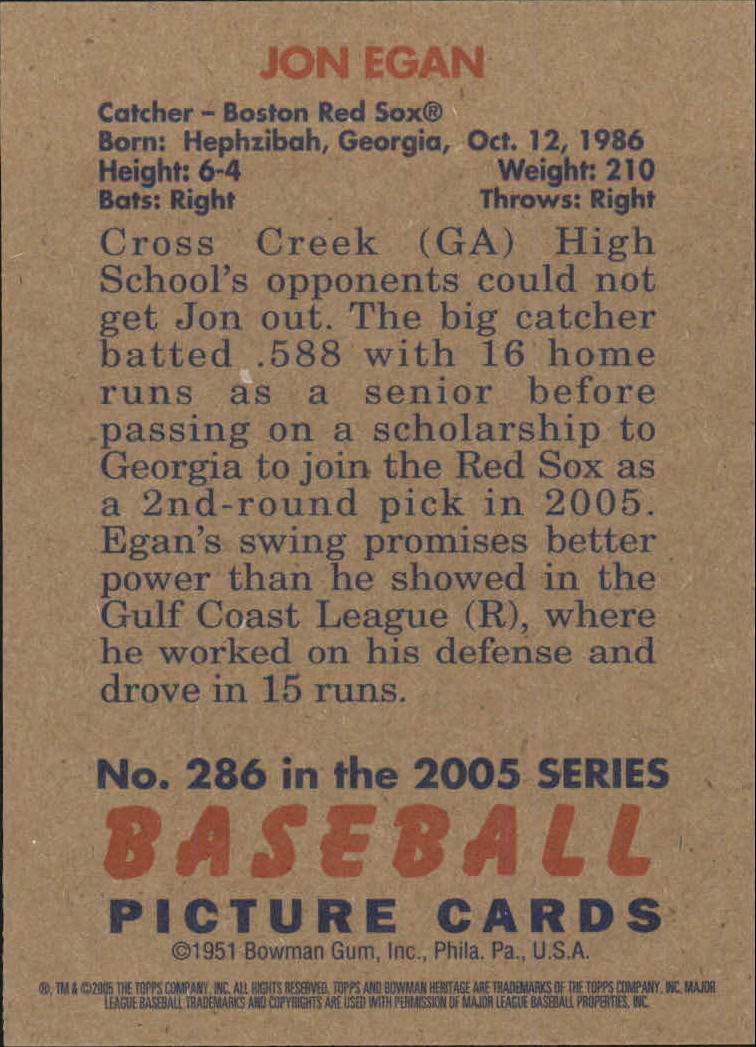 JON EGAN
Catcher – Boston Red Sox®
Born: Hephzibah, Georgia, Oct. 12, 1986
Height: 6-4 Weight: 210
Bats: Right Throws: Right
Cross Creek (GA) High
School's opponents could not
get Jon out. The big catcher
batted .588 with 16 home
runs as a senior before
passing on a scholarship to
Georgia to join the Red Sox as
a 2nd-round pick in 2005.
Egan's swing promises better
power than he showed in the
Gulf Coast League (R), where
he worked on his defense and
drove in 15 runs.
No. 286 in the 2005 SERIES
BASEBALL
PICTURE CARDS
©1951 Bowman Gum, Inc., Phila. Pa., U.S.A.
®, TM & ©2005 THE TOPPS COMPANY, INC. ALL RIGHTS RESERVED. TOPPS AND BOWMAN HERITAGE ARE TRADEMARKS OF THE TOPPS COMPANY, INC. MAJOR
LEAGUE BASEBALL TRADEMARKS AND COPYRIGHTS ARE USED WITH PERMISSION OF MAJOR LEAGUE BASEBALL PROPERTIES, INC.